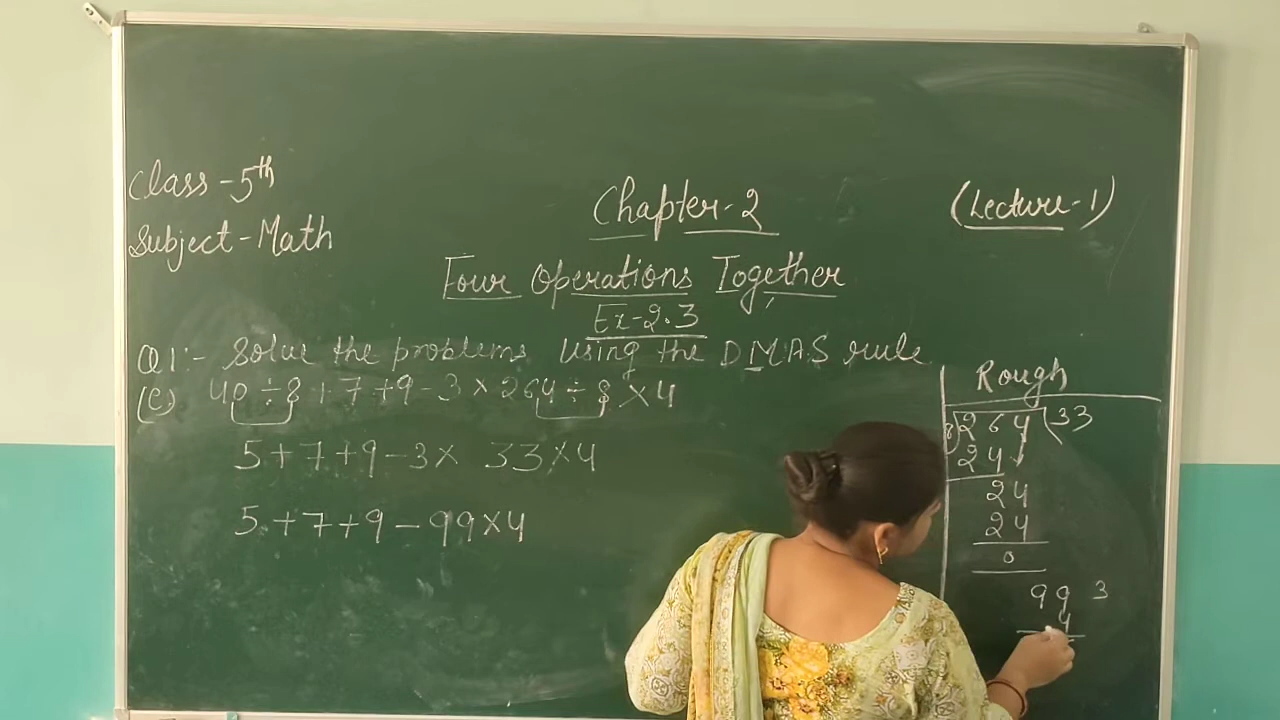 Class - 5th
Subject - Math
Chapter - 2
(Lecture - 1)
Four Operations Together
Ex - 2.3
Q1:- Solve the problems using the DMAS rule
(C) 40 ÷ 8 + 7 + 9 - 3 × 264 ÷ 8 × 4
5 + 7 + 9 - 3 × 33 × 4
5 + 7 + 9 - 99 × 4
Rough
8)264(33
24
24
24
0
99 3
4